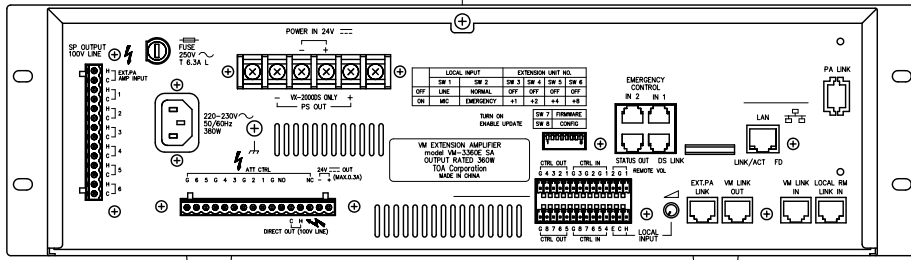 POWER IN 24V
- +
SP OUTPUT
100V LINE
H EXT.PA
C AMP INPUT
H
C 1
H
C 2
H
C 3
H
C 4
H
C 5
H
C 6
FUSE
250V
T 6.3A L
220-230V
50/60Hz
380W
- VX-2000DS ONLY +
PS OUT
LOCAL INPUT EXTENSION UNIT NO.
SW 1 SW 2 SW 3 SW 4 SW 5 SW 6
OFF LINE NORMAL OFF OFF OFF OFF
ON MIC EMERGENCY +1 +2 +4 +8
TURN ON SW 7 FIRMWARE
ENABLE UPDATE SW 8 CONFIG
EMERGENCY
CONTROL
IN 2 IN 1
STATUS OUT DS LINK
PA LINK
LAN
LINK/ACT FD
VM EXTENSION AMPLIFIER
model VM-3360E SA
OUTPUT RATED 360W
TOA Corporation
MADE IN CHINA
ATT CTRL
G 6 5 G 4 3 G 2 1 G NO NC - +
24V OUT
(MAX.0.3A)
C H
DIRECT OUT (100V LINE)
CTRL OUT CTRL IN REMOTE VOL
G 4 3 2 1 G 3 2 G 1 2 G 1
G 8 7 6 5 G 8 7 6 5 4 E C H
CTRL OUT CTRL IN
LOCAL
INPUT
EXT.PA
LINK
VM LINK
OUT
VM LINK
IN
LOCAL RM
LINK IN